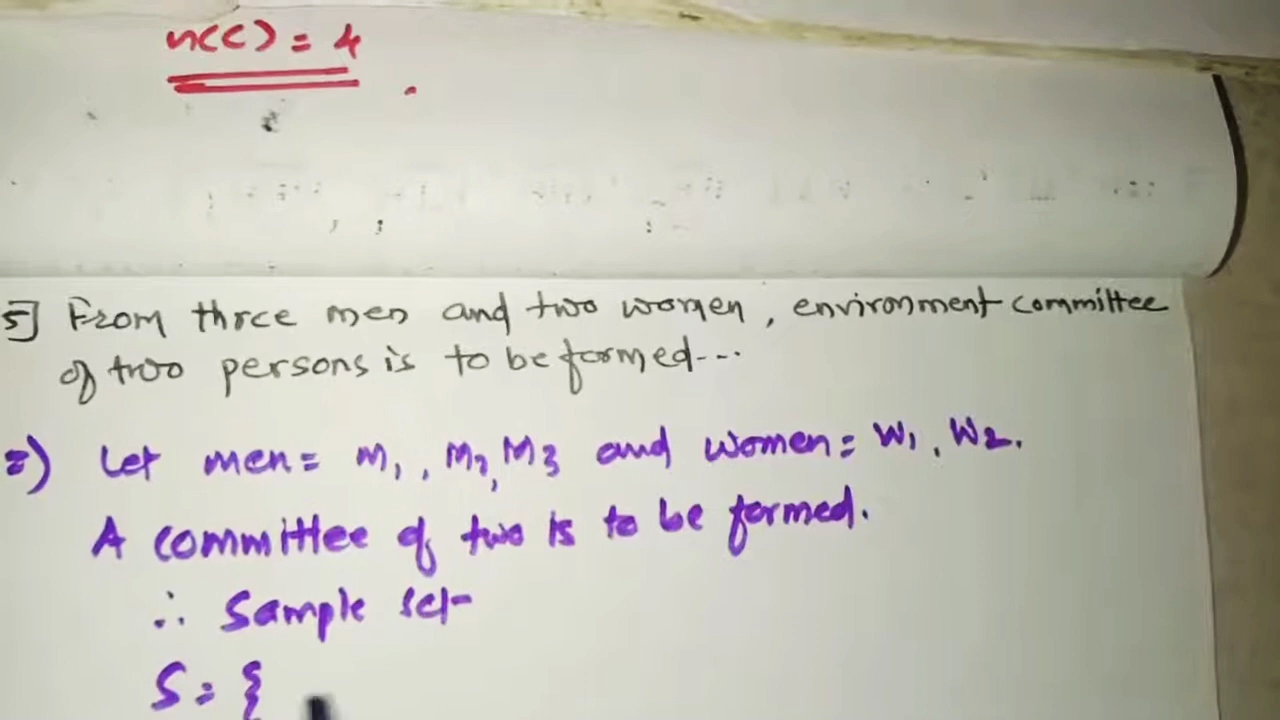 n(C) = 4 .
5] From three men and two women, environment committee
of two persons is to be formed...
Let men = M1, M2, M3 and women = W1, W2.
A committee of two is to be formed.
∴ Sample set
S = {